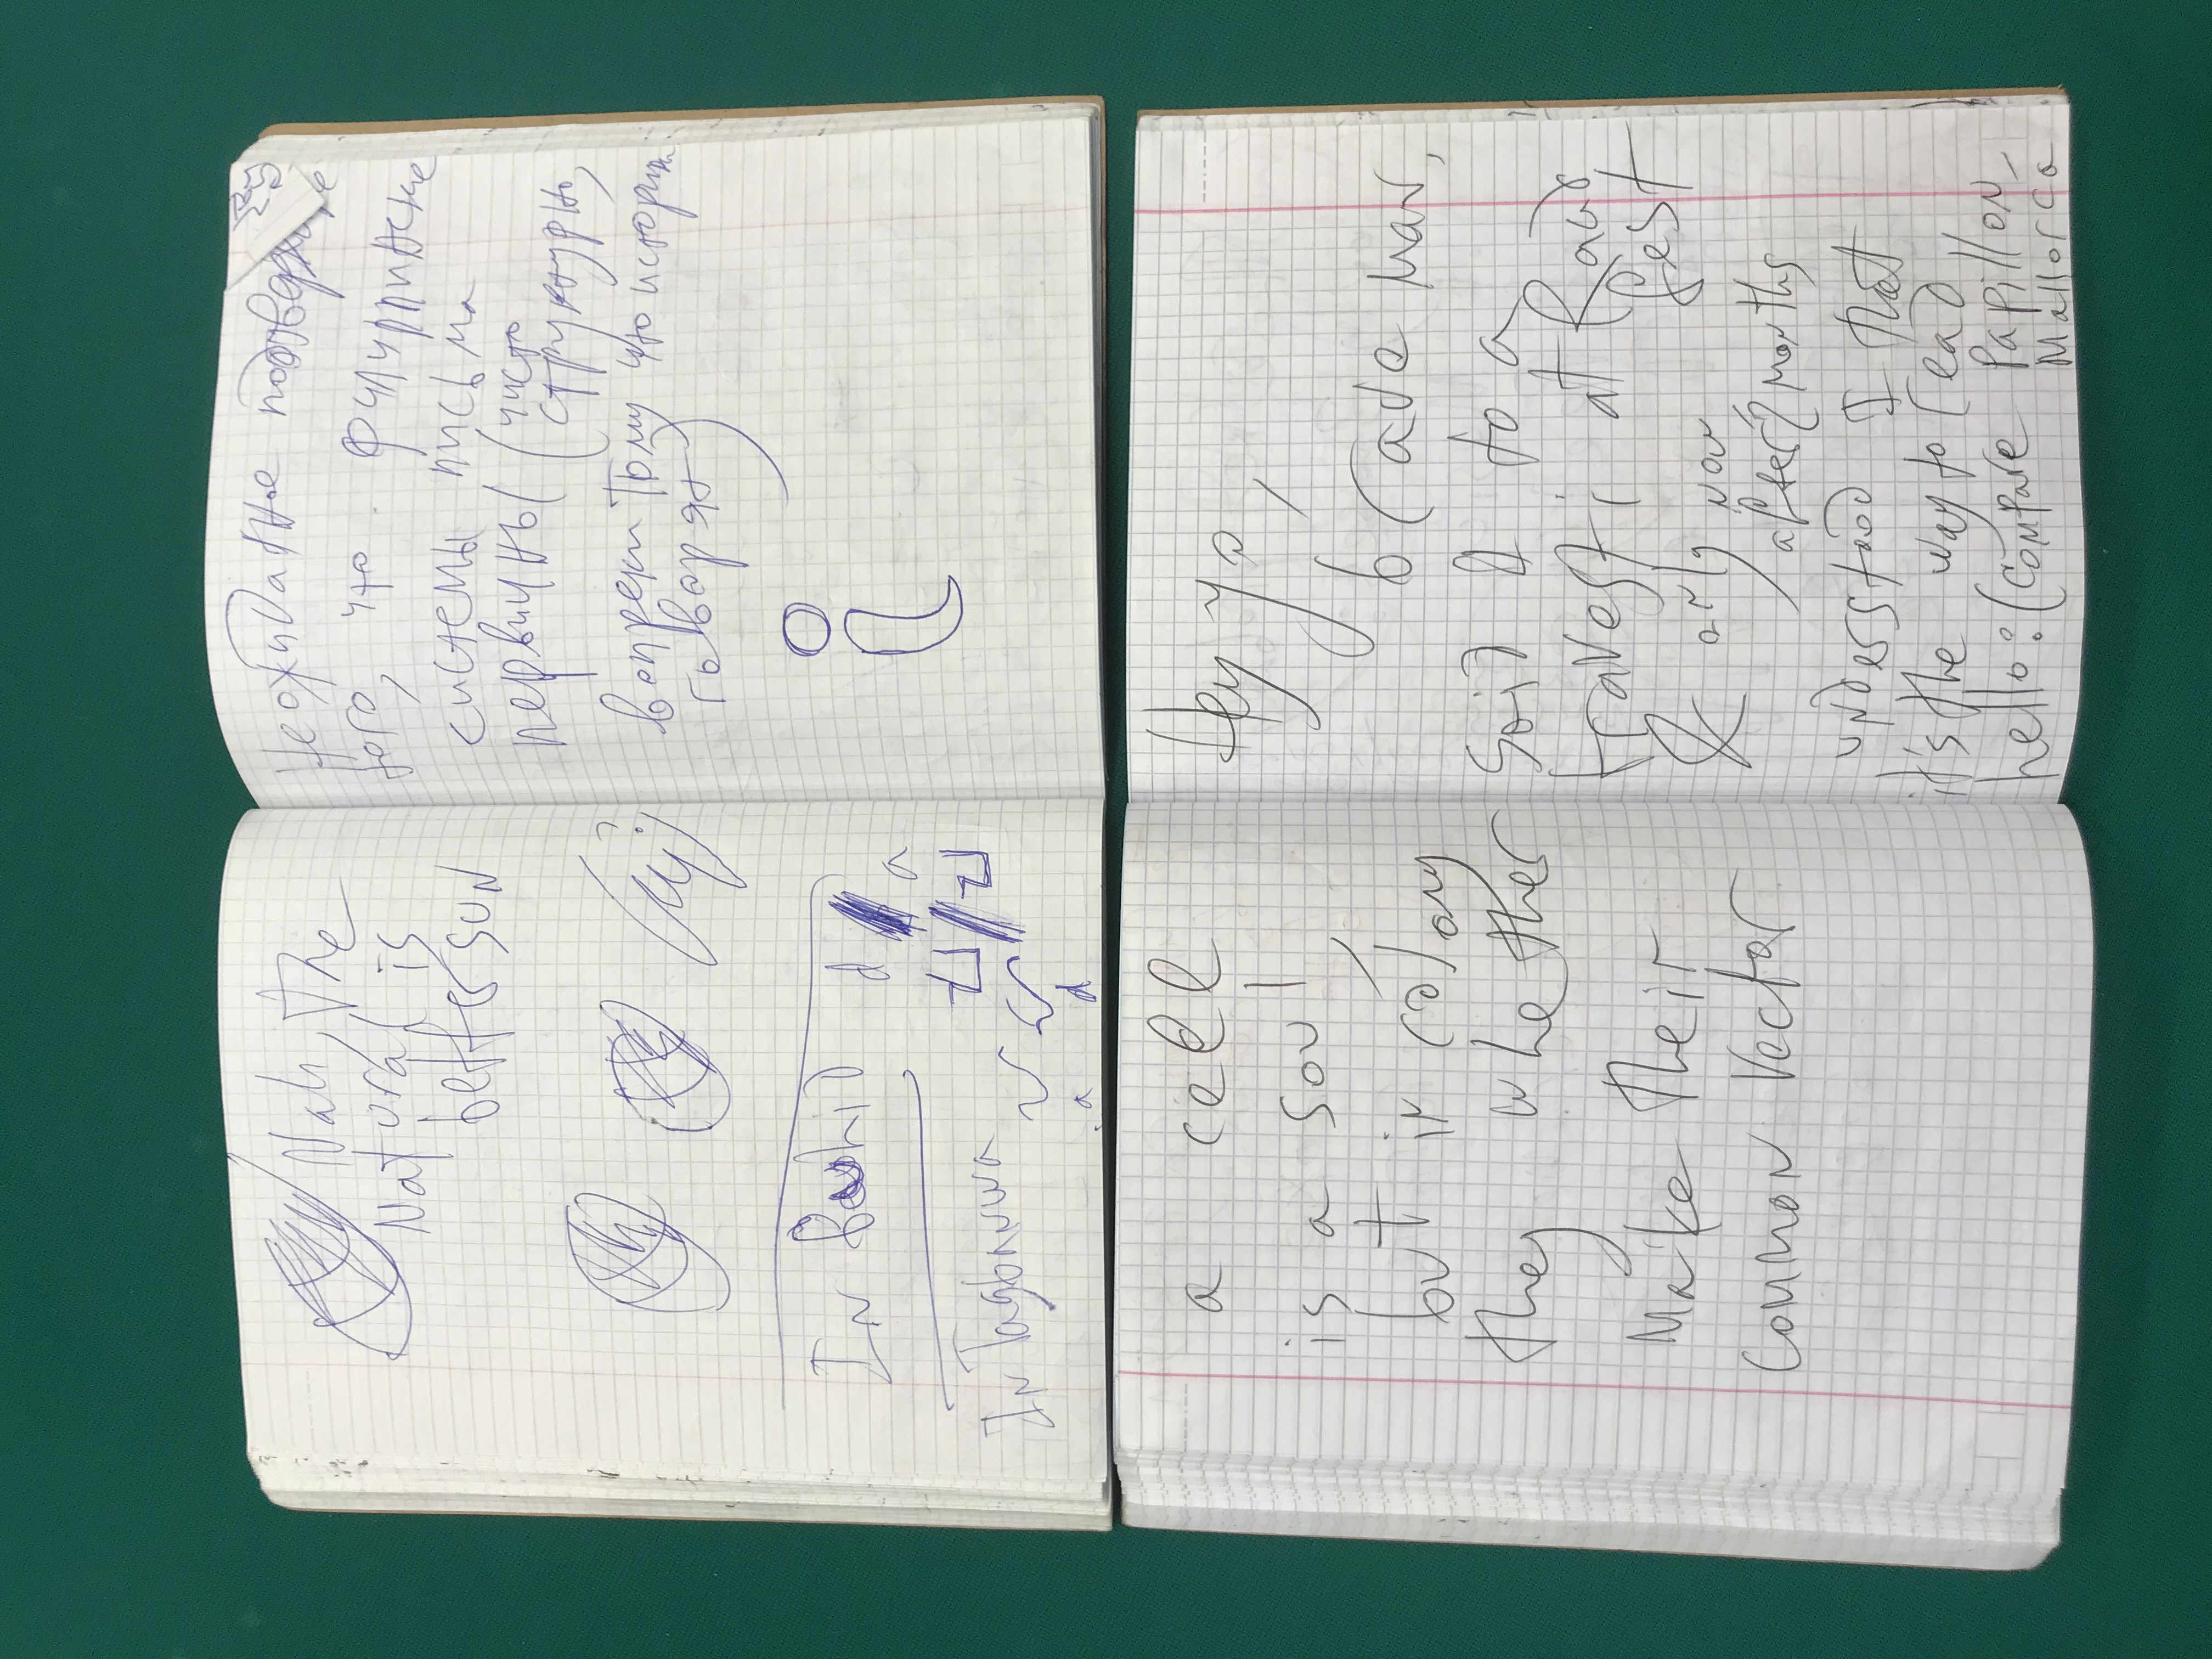 Nah, the
Natural is
better SUN
In Buhid
d
a
In Tagbanwa
a d
Неожиданное подтверждение
того, что филиппинские
системы письма
первичны (чисто
структурно,
вопреки тому что историки
говорят)
i
a cell
is a soul,
but in colony
they whether
make their
common vector
Hey yo,
brave man,
said I to a
travesti at Raud
fest
& only now,
after 2 months
understood I that
it's the way to read
hello: (compare Papillon,
Mallorca